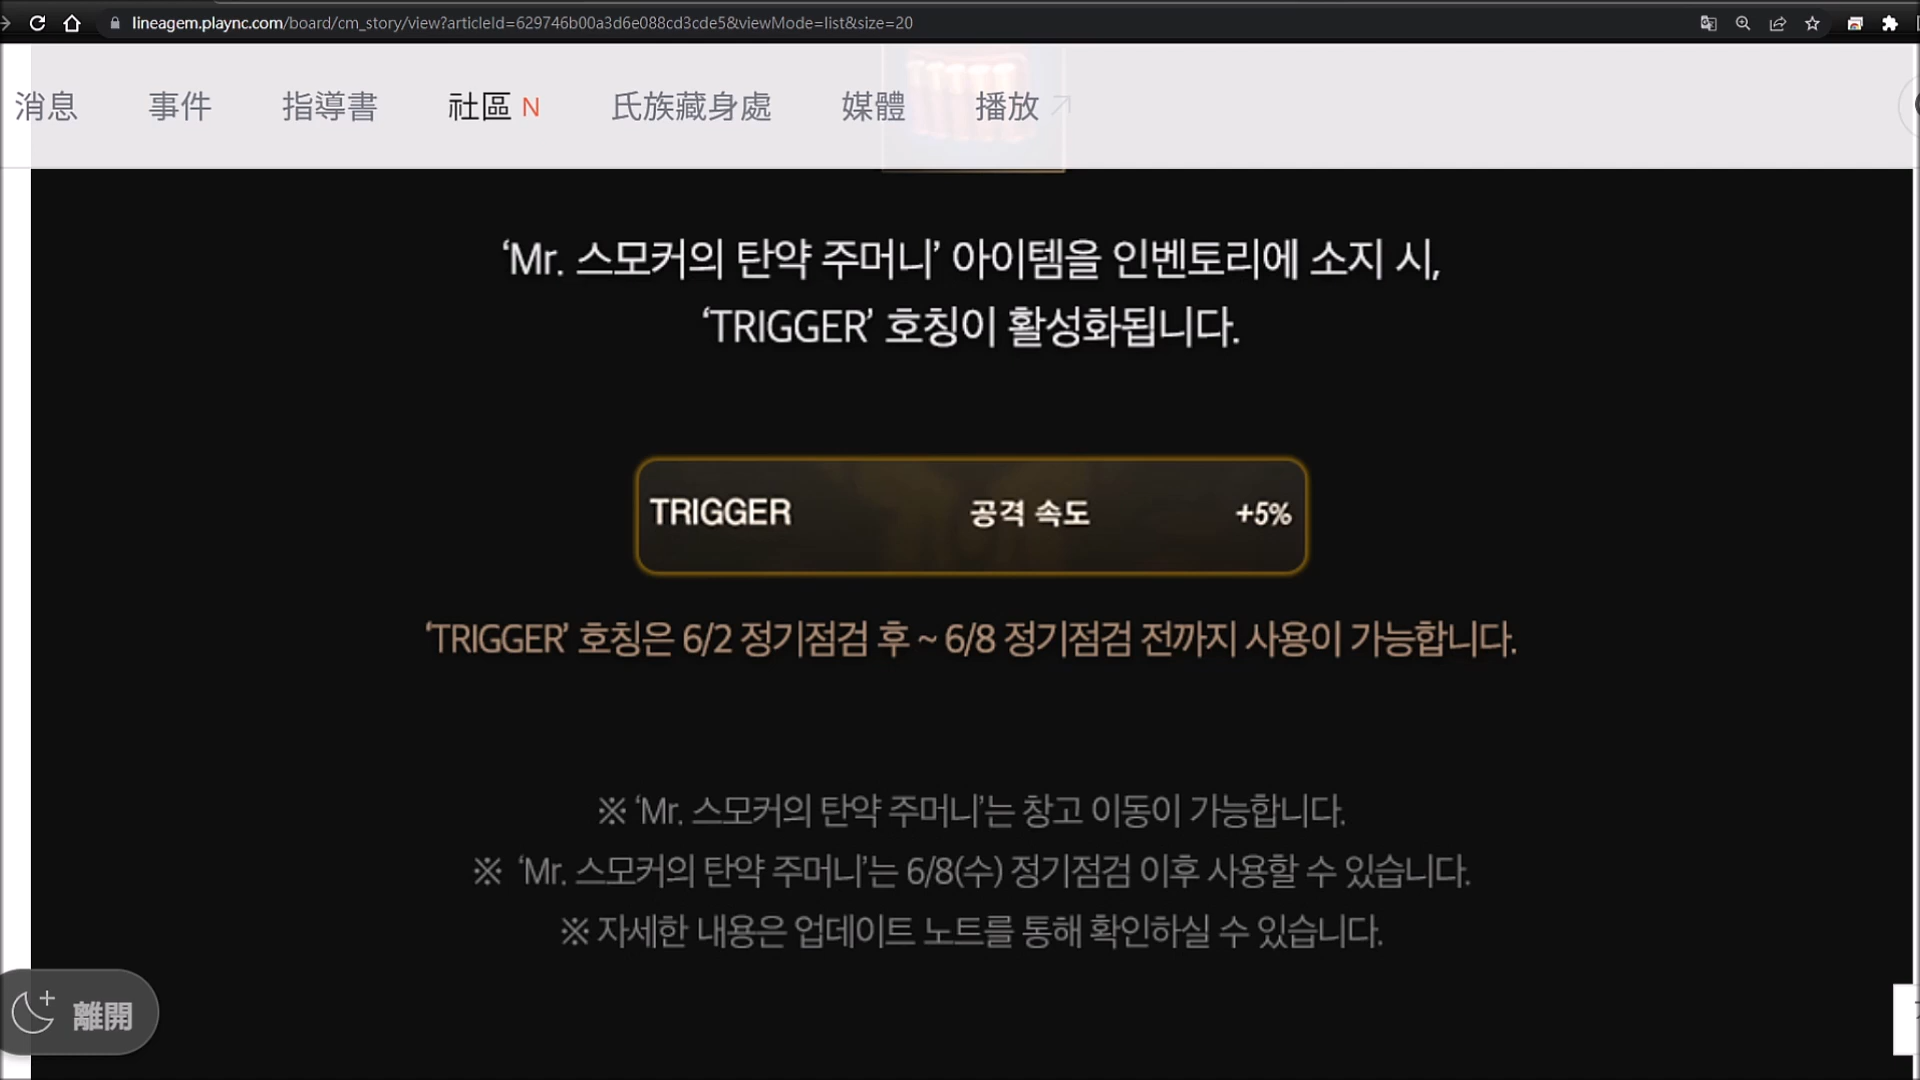 lineagem.plaync.com/board/cm_story/view?articleId=629746b00a3d6e088cd3cde5&viewMode=list&size=20
消息 事件 指導書 社區 N 氏族藏身處 媒體 播放
‘Mr. 스모커의 탄약 주머니’ 아이템을 인벤토리에 소지 시,
‘TRIGGER’ 호칭이 활성화됩니다.
TRIGGER 공격 속도 +5%
‘TRIGGER’ 호칭은 6/2 정기점검 후 ~ 6/8 정기점검 전까지 사용이 가능합니다.
※ ‘Mr. 스모커의 탄약 주머니’는 창고 이동이 가능합니다.
※ ‘Mr. 스모커의 탄약 주머니’는 6/8(수) 정기점검 이후 사용할 수 있습니다.
※ 자세한 내용은 업데이트 노트를 통해 확인하실 수 있습니다.
離開